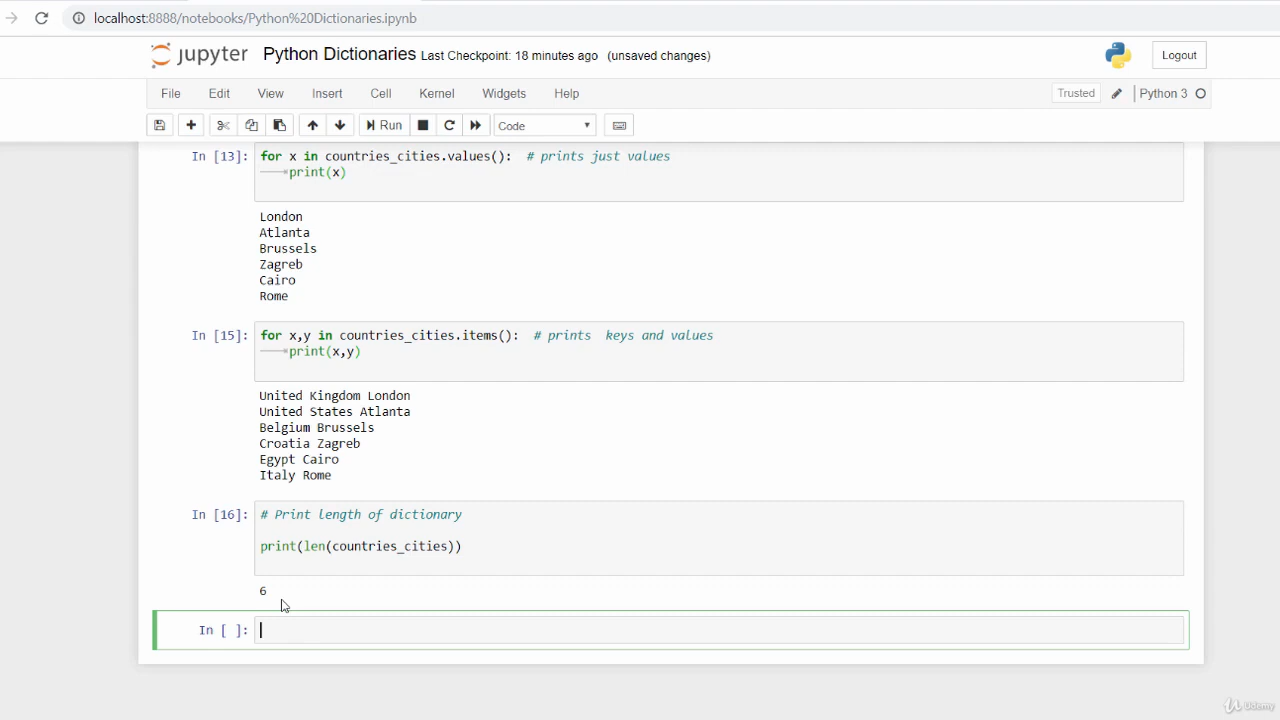 localhost:8888/notebooks/Python%20Dictionaries.ipynb
jupyter Python Dictionaries Last Checkpoint: 18 minutes ago (unsaved changes) Logout
File Edit View Insert Cell Kernel Widgets Help Trusted Python 3
Run Code
In [13]: for x in countries_cities.values(): # prints just values
print(x)
London
Atlanta
Brussels
Zagreb
Cairo
Rome
In [15]: for x,y in countries_cities.items(): # prints keys and values
print(x,y)
United Kingdom London
United States Atlanta
Belgium Brussels
Croatia Zagreb
Egypt Cairo
Italy Rome
In [16]: # Print length of dictionary
print(len(countries_cities))
6
In [ ]:
Udemy